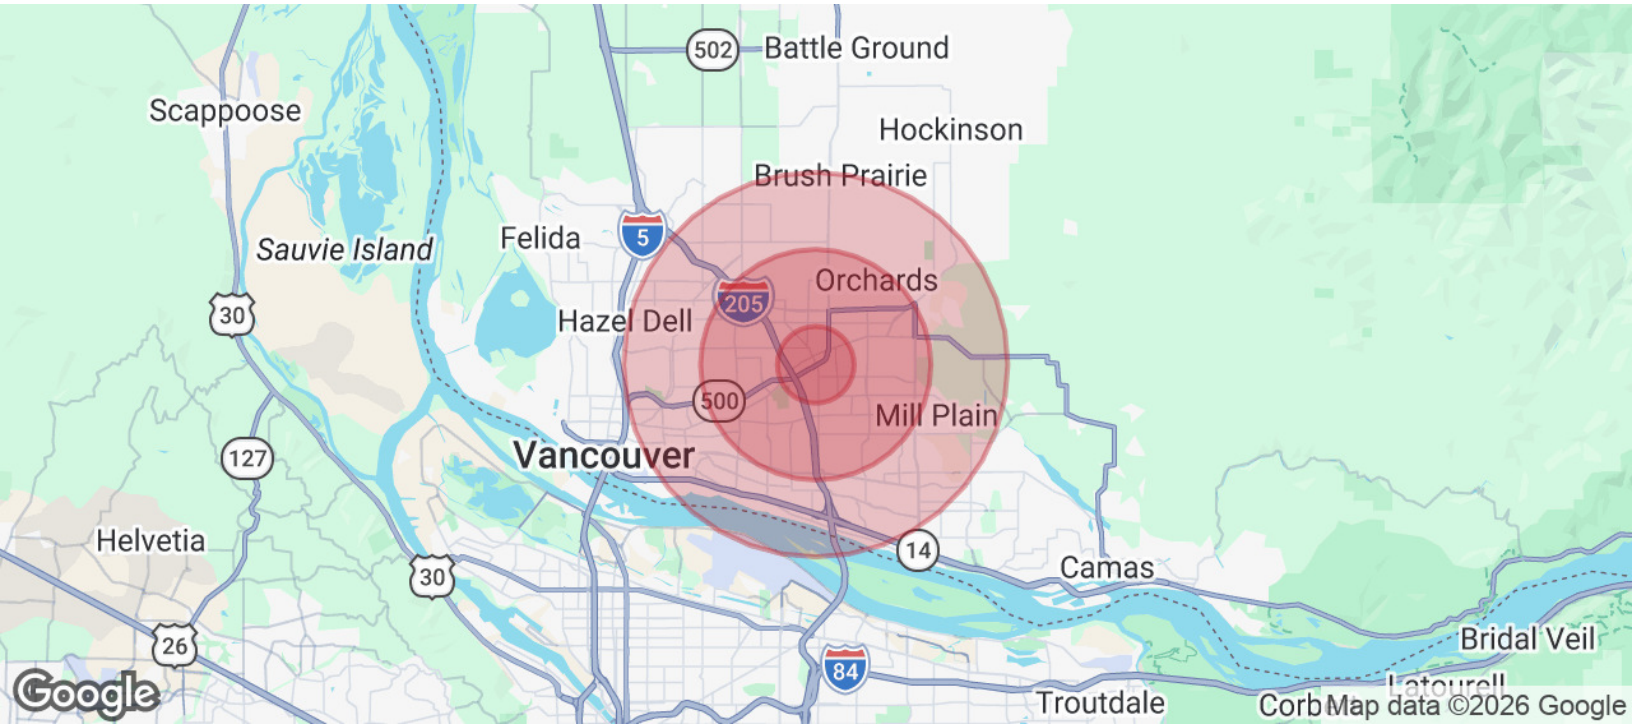 502
Battle Ground
Scappoose
Hockinson
Brush Prairie
Felida
5
Sauvie Island
Orchards
205
30
Hazel Dell
500
Mill Plain
Vancouver
127
Helvetia
14
Camas
30
26
Bridal Veil
84
Google
Latourell
Troutdale
Map data ©2026 Google